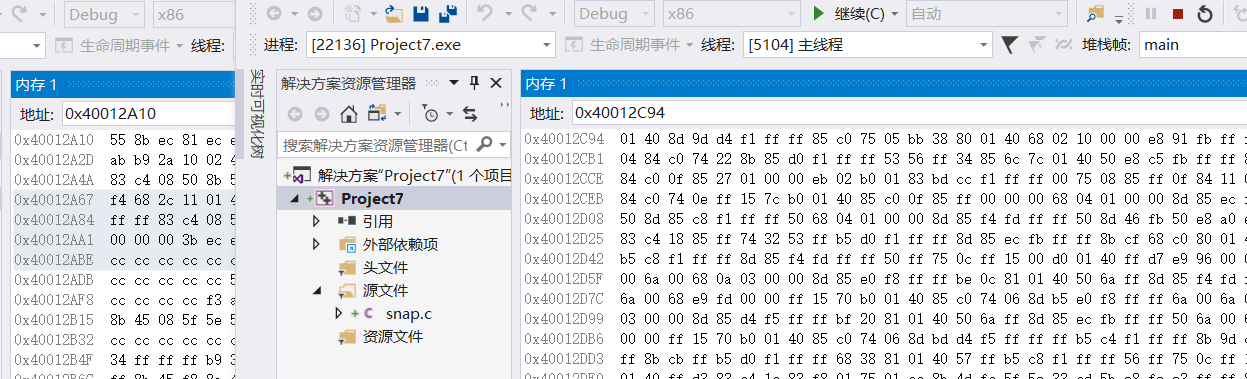 Debug x86
Debug x86 继续(C) 自动
生命周期事件 线程:
进程: [22136] Project7.exe 生命周期事件 线程: [5104] 主线程 堆栈帧: main
内存 1
地址: 0x40012A10
0x40012A10 55 8b ec 81 ec
0x40012A2D ab b9 2a 10 02
0x40012A4A 83 c4 08 50 8b
0x40012A67 f4 68 2c 11 01
0x40012A84 ff ff 83 c4 08
0x40012AA1 00 00 00 3b ec
0x40012ABE cc cc cc cc cc
0x40012ADB cc cc cc cc
0x40012AF8 cc cc cc cc f3
0x40012B15 8b 45 08 5f 5e
0x40012B32 cc cc cc cc cc
0x40012B4F 34 ff ff ff b9
实时可视化树
解决方案资源管理器
搜索解决方案资源管理器(Ct
解决方案"Project7"(1 个项目
Project7
引用
外部依赖项
头文件
源文件
snap.c
资源文件
内存 1
地址: 0x40012C94
0x40012C94 01 40 8d 9d d4 f1 ff ff 85 c0 75 05 bb 38 80 01 40 68 02 10 00 00 e8 91 fb ff
0x40012CB1 04 84 c0 74 22 8b 85 d0 f1 ff ff 53 56 ff 34 85 6c 7c 01 40 50 e8 c5 fb ff ff
0x40012CCE 84 c0 0f 85 27 01 00 00 eb 02 b0 01 83 bd cc f1 ff ff 00 75 08 85 ff 0f 84 11
0x40012CEB 84 c0 74 0e ff 15 7c b0 01 40 85 c0 0f 85 ff 00 00 00 68 04 01 00 00 8d 85 ec
0x40012D08 50 8d 85 c8 f1 ff ff 50 68 04 01 00 00 8d 85 f4 fd ff ff 50 8d 46 fb 50 e8 a0
0x40012D25 83 c4 18 85 ff 74 32 53 ff b5 d0 f1 ff ff 8d 85 ec fb ff ff 8b cf 68 c0 80 01
0x40012D42 b5 c8 f1 ff ff 8d 85 f4 fd ff ff 50 ff 75 0c ff 15 00 d0 01 40 ff d7 e9 96 00
0x40012D5F 00 6a 00 68 0a 03 00 00 8d 85 e0 f8 ff ff be 0c 81 01 40 50 6a ff 8d 85 f4 fd
0x40012D7C 6a 00 68 e9 fd 00 00 ff 15 70 b0 01 40 85 c0 74 06 8d b5 e0 f8 ff ff 6a 00 6a
0x40012D99 03 00 00 8d 85 d4 f5 ff ff bf 20 81 01 40 50 6a ff 8d 85 ec fb ff ff 50 6a 00
0x40012DB6 00 00 ff 15 70 b0 01 40 85 c0 74 06 8d bd d4 f5 ff ff ff b5 c4 f1 ff ff 8b 9d
0x40012DD3 ff 8b cb ff b5 d0 f1 ff ff 68 38 81 01 40 57 ff b5 c8 f1 ff ff 56 ff 75 0c ff